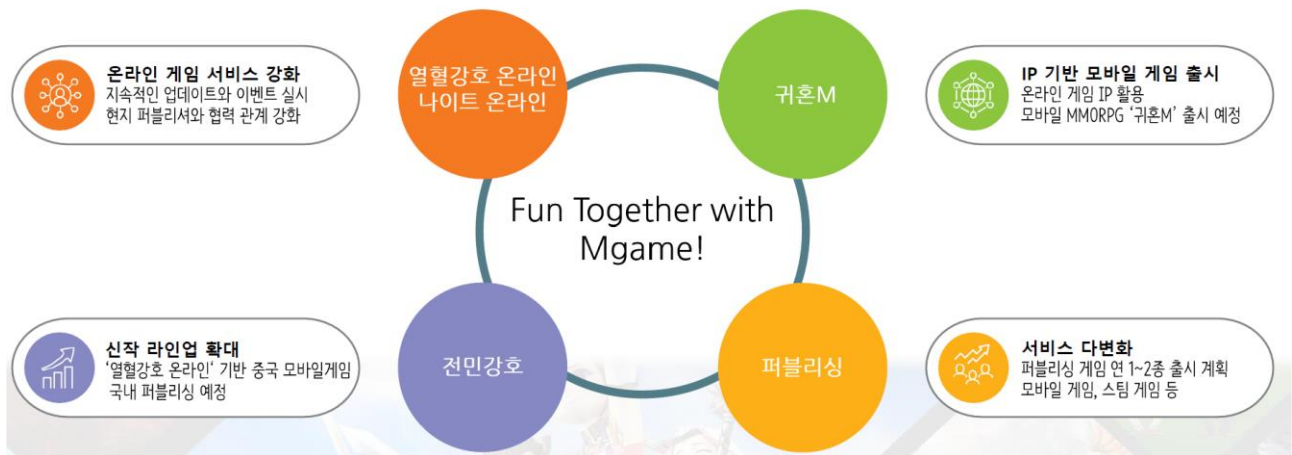 온라인 게임 서비스 강화
지속적인 업데이트와 이벤트 실시
현지 퍼블리셔와 협력 관계 강화
열혈강호 온라인
나이트 온라인
귀혼M
IP 기반 모바일 게임 출시
온라인 게임 IP 활용
모바일 MMORPG ‘귀혼M’ 출시 예정
Fun Together with
Mgame!
신작 라인업 확대
‘열혈강호 온라인‘ 기반 중국 모바일게임
국내 퍼블리싱 예정
전민강호
퍼블리싱
서비스 다변화
퍼블리싱 게임 연 1~2종 출시 계획
모바일 게임, 스팀 게임 등